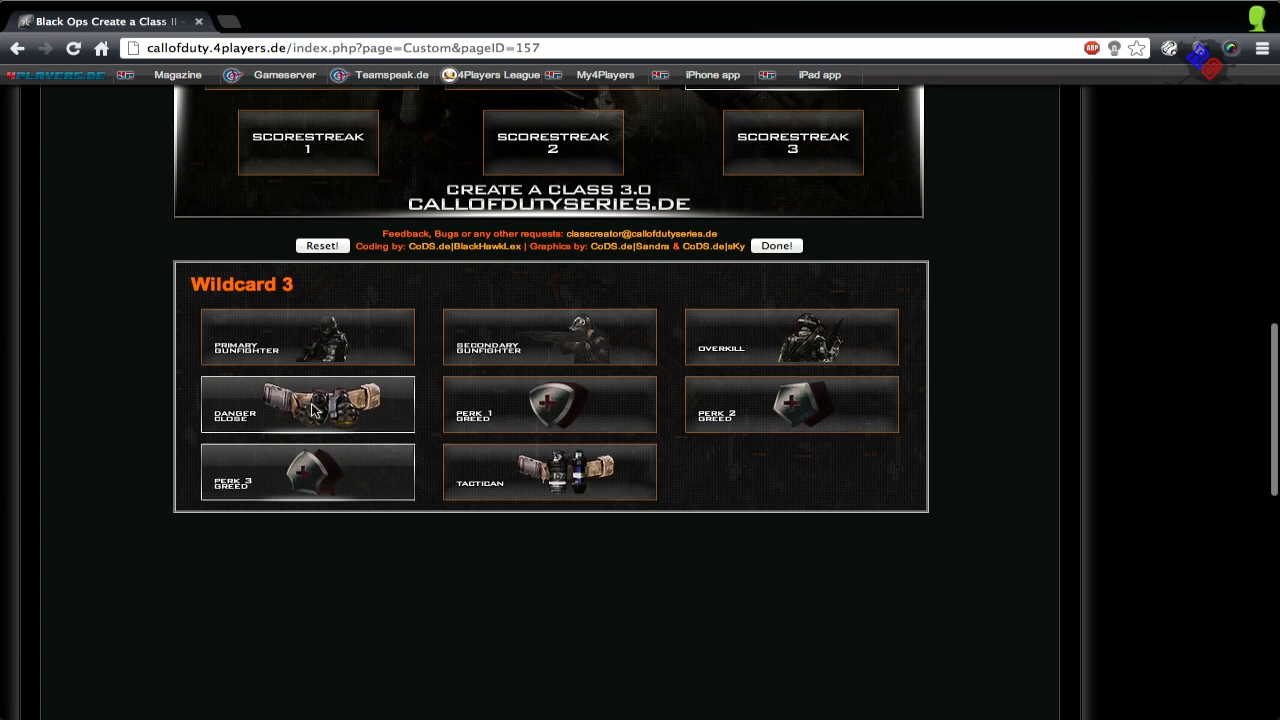 Black Ops Create a Class II -
callofduty.4players.de/index.php?page=Custom&pageID=157
ABP
4PLAYERS.DE Magazine Gameserver Teamspeak.de 4Players League My4Players iPhone app iPad app
SCORESTREAK
1
SCORESTREAK
2
SCORESTREAK
3
CREATE A CLASS 3.0
CALLOFDUTYSERIES.DE
Feedback, Bugs or any other requests: classcreator@callofdutyseries.de
Reset! Coding by: CoDS.de|BlackHawkLex | Graphics by: CoDS.de|Sandra & CoDS.de|sKy Done!
Wildcard 3
PRIMARY
GUNFIGHTER
SECONDARY
GUNFIGHTER
OVERKILL
DANGER
CLOSE
PERK 1
GREED
PERK 2
GREED
PERK 3
GREED
TACTICAN